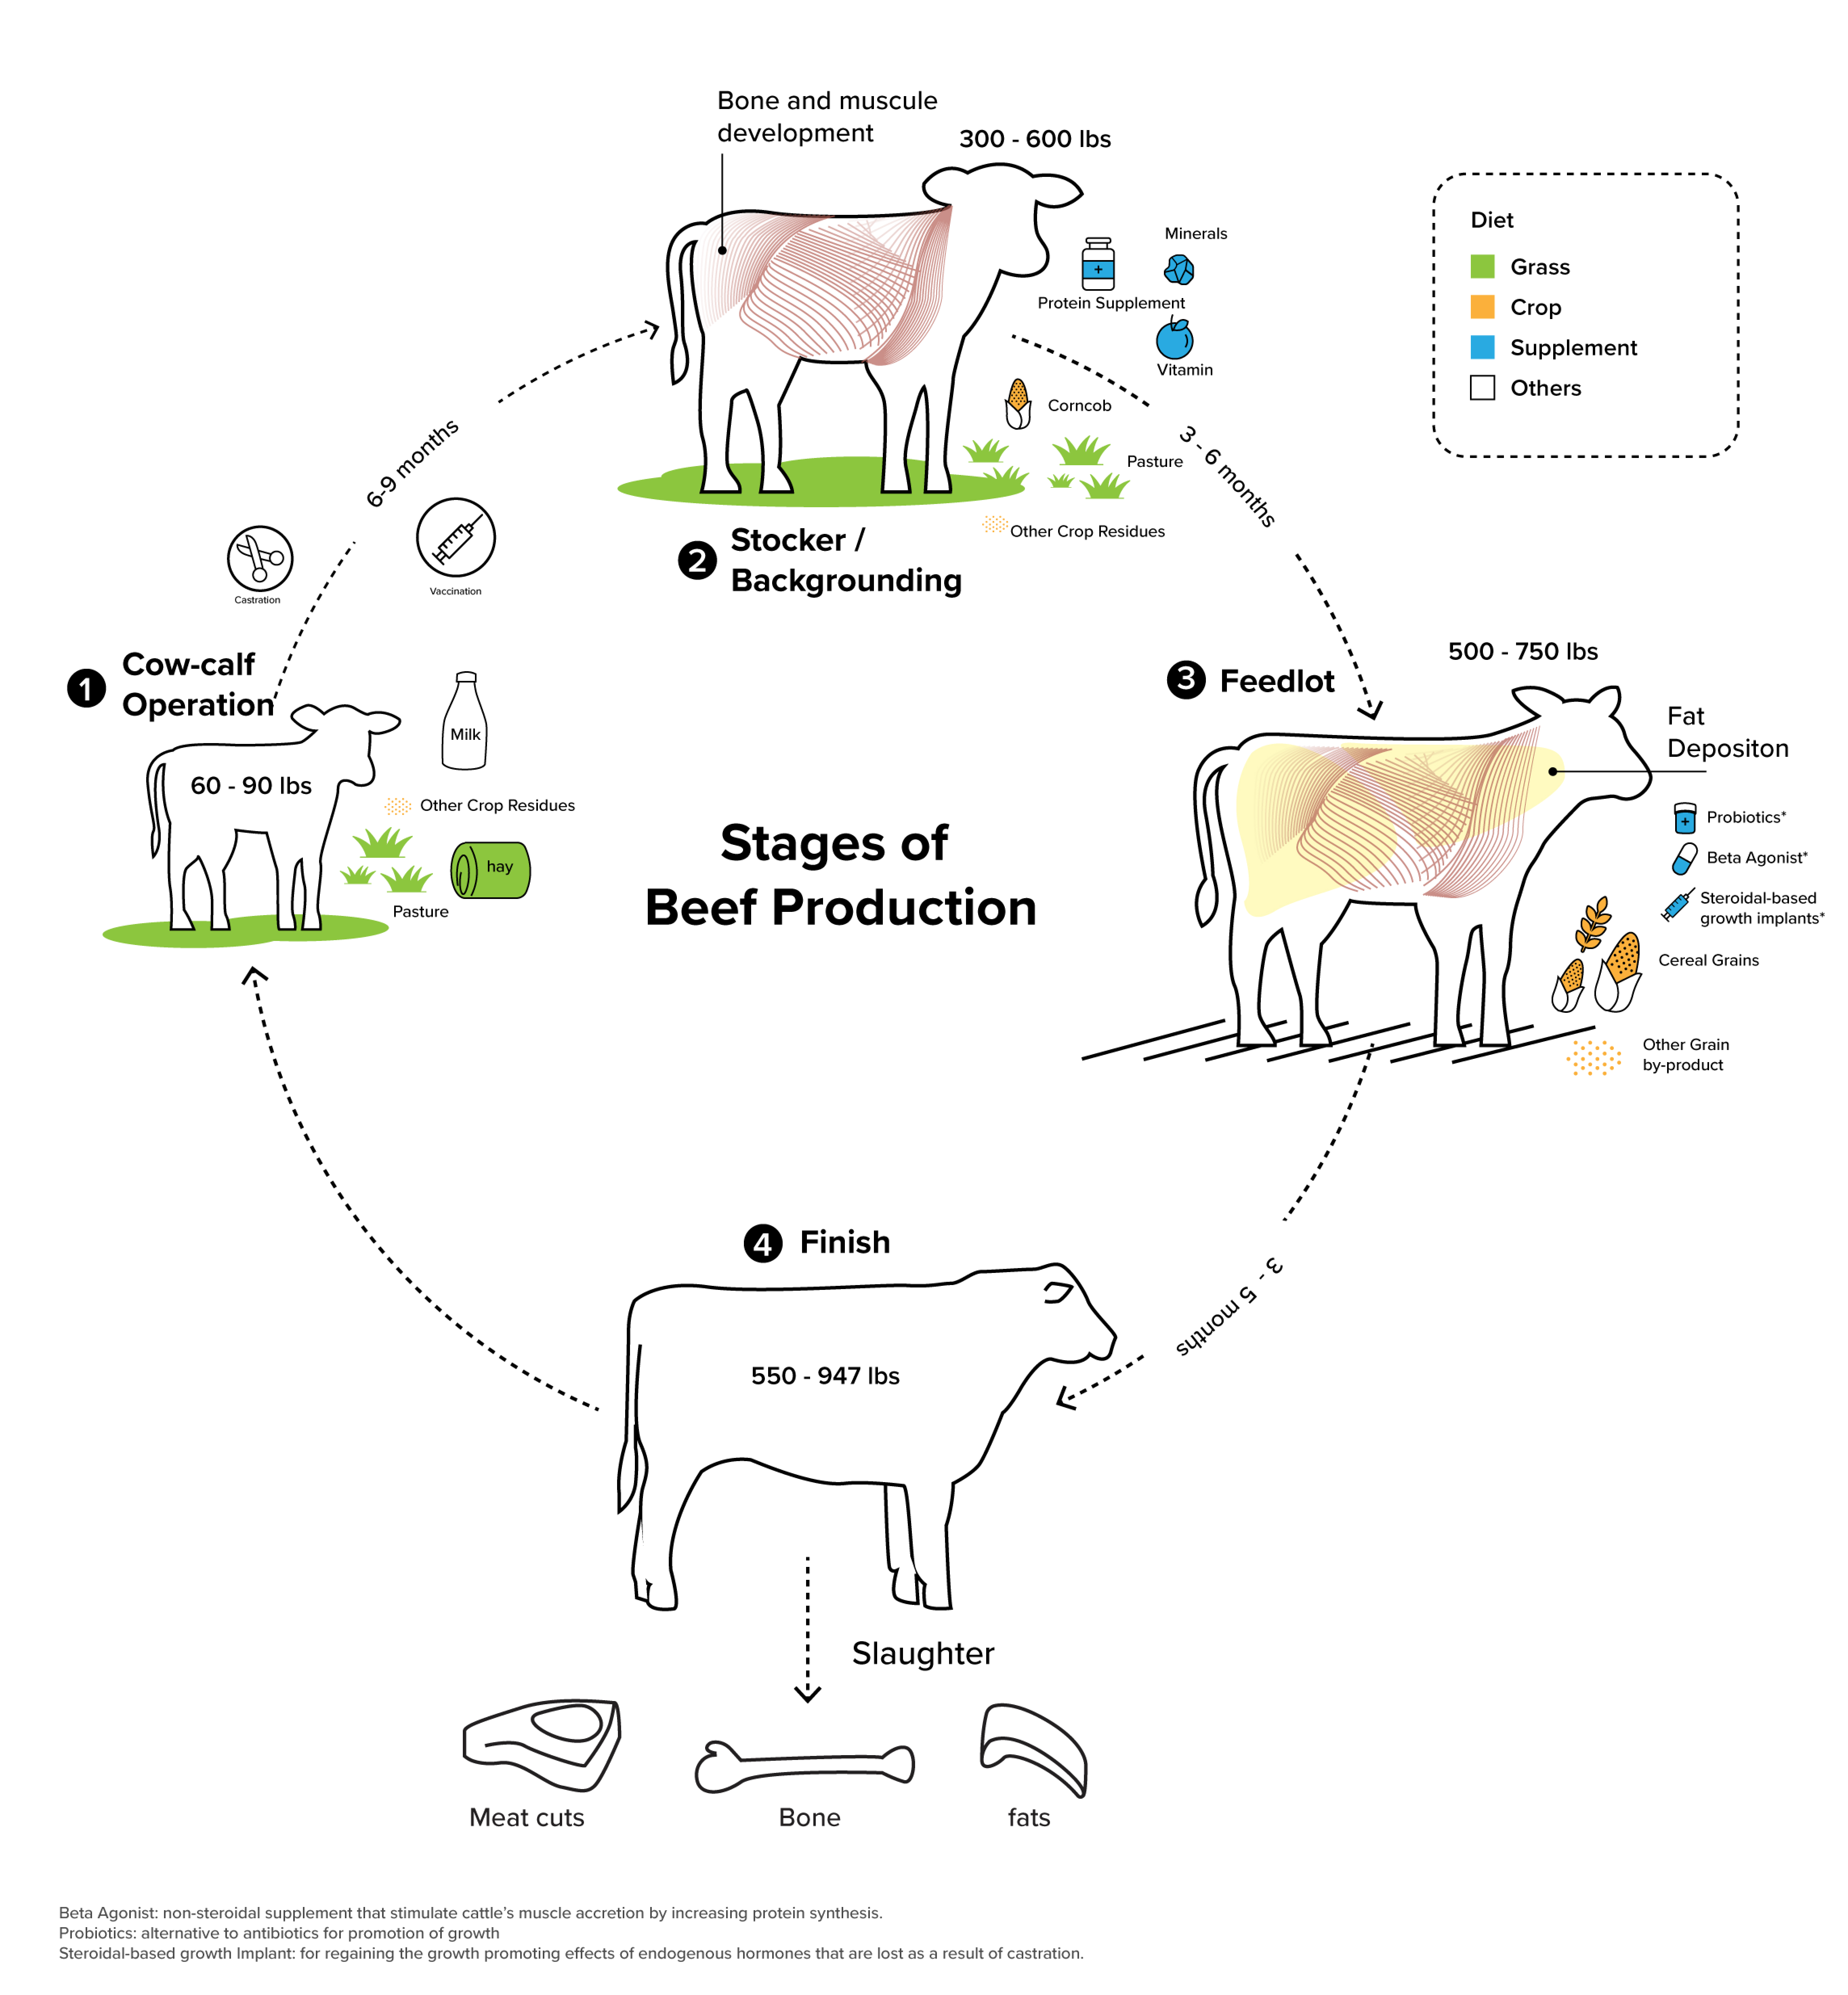 Bone and muscule
development
300 - 600 lbs
Minerals
Protein Supplement
Vitamin
Corncob
Pasture
Other Crop Residues
2
Stocker /
Backgrounding
Diet
Grass
Crop
Supplement
Others
6-9 months
3 - 6 months
Castration
Vaccination
1
Cow-calf
Operation
60 - 90 lbs
Milk
Other Crop Residues
hay
Pasture
Stages of
Beef Production
500 - 750 lbs
3
Feedlot
Fat
Depositon
Probiotics*
Beta Agonist*
Steroidal-based
growth implants*
Cereal Grains
Other Grain
by-product
3 - 5 months
4
Finish
550 - 947 lbs
Slaughter
Meat cuts
Bone
fats
Beta Agonist: non-steroidal supplement that stimulate cattle's muscle accretion by increasing protein synthesis.
Probiotics: alternative to antibiotics for promotion of growth
Steroidal-based growth Implant: for regaining the growth promoting effects of endogenous hormones that are lost as a result of castration.